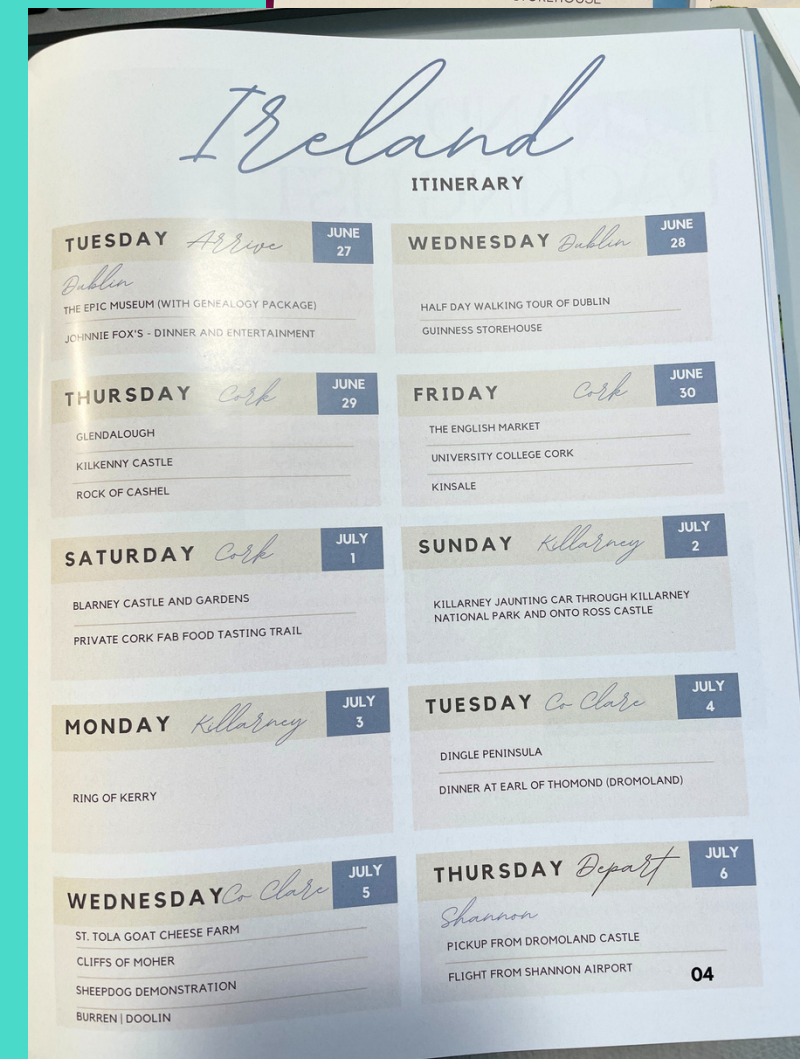 STOREHOUSE
Ireland
ITINERARY
TUESDAY Arrive
JUNE
27
Dublin
THE EPIC MUSEUM (WITH GENEALOGY PACKAGE)
JOHNNIE FOX'S - DINNER AND ENTERTAINMENT
WEDNESDAY Dublin
JUNE
28
HALF DAY WALKING TOUR OF DUBLIN
GUINNESS STOREHOUSE
THURSDAY Cork
JUNE
29
GLENDALOUGH
KILKENNY CASTLE
ROCK OF CASHEL
FRIDAY Cork
JUNE
30
THE ENGLISH MARKET
UNIVERSITY COLLEGE CORK
KINSALE
SATURDAY Cork
JULY
1
BLARNEY CASTLE AND GARDENS
PRIVATE CORK FAB FOOD TASTING TRAIL
SUNDAY Killarney
JULY
2
KILLARNEY JAUNTING CAR THROUGH KILLARNEY
NATIONAL PARK AND ONTO ROSS CASTLE
MONDAY Killarney
JULY
3
RING OF KERRY
TUESDAY Co Clare
JULY
4
DINGLE PENINSULA
DINNER AT EARL OF THOMOND (DROMOLAND)
WEDNESDAY Co Clare
JULY
5
ST. TOLA GOAT CHEESE FARM
CLIFFS OF MOHER
SHEEPDOG DEMONSTRATION
BURREN | DOOLIN
THURSDAY Depart
JULY
6
Shannon
PICKUP FROM DROMOLAND CASTLE
FLIGHT FROM SHANNON AIRPORT
04